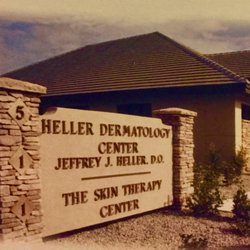 5
1
1
HELLER DERMATOLOGY
CENTER
JEFFREY J. HELLER, D.O.
THE SKIN THERAPY
CENTER